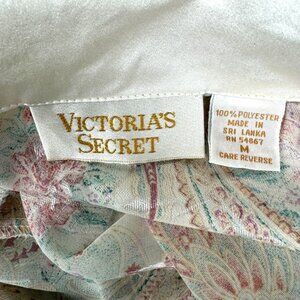 VICTORIA'S
SECRET
100% POLYESTER
MADE IN
SRI LANKA
RN 54867
M
CARE REVERSE